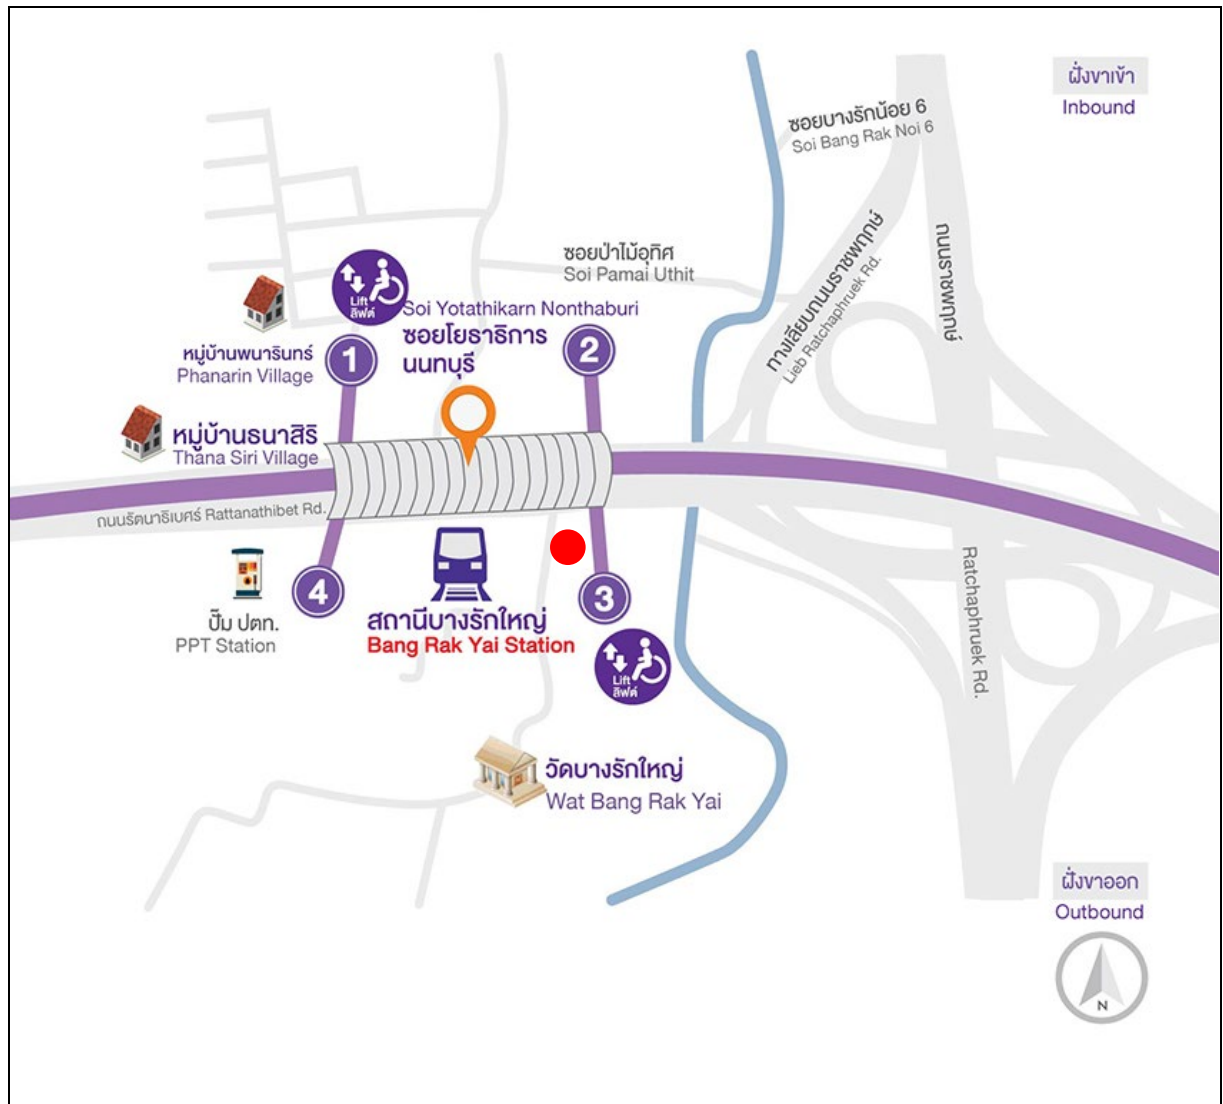 ฝั่งขาเข้า
Inbound
ซอยบางรักน้อย 6
Soi Bang Rak Noi 6
ทางเลียบถนนราชพฤกษ์
Lieb Ratchaphruek Rd.
ถนนราชพฤกษ์
ซอยป่าไม้อุทิศ
Soi Pamai Uthit
Lift
ลิฟต์
Soi Yotathikarn Nonthaburi
ซอยโยธาธิการ
นนทบุรี
1
2
หมู่บ้านพนารินทร์
Phanarin Village
หมู่บ้านธนาสิริ
Thana Siri Village
ถนนรัตนาธิเบศร์ Rattanathibet Rd.
4
3
ปั๊ม ปตท.
PPT Station
สถานีบางรักใหญ่
Bang Rak Yai Station
Lift
ลิฟต์
Ratchaphruek Rd.
วัดบางรักใหญ่
Wat Bang Rak Yai
ฝั่งขาออก
Outbound
N